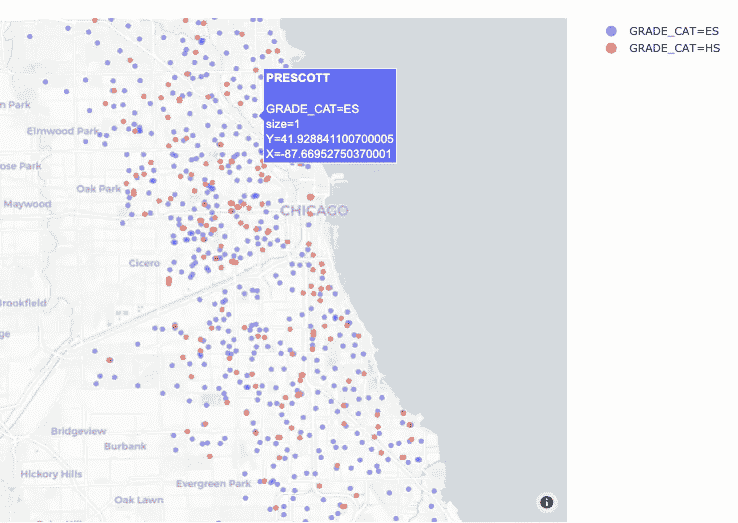 GRADE_CAT=ES
GRADE_CAT=HS
PRESCOTT
GRADE_CAT=ES
size=1
Y=41.928841100700005
X=-87.66952750370001
n Park
Elmwood Park
ose Park
Oak Park
Maywood
CHICAGO
Cicero
rookfield
ge
Bridgeview
Burbank
Hickory Hills
Evergreen Park
Oak Lawn